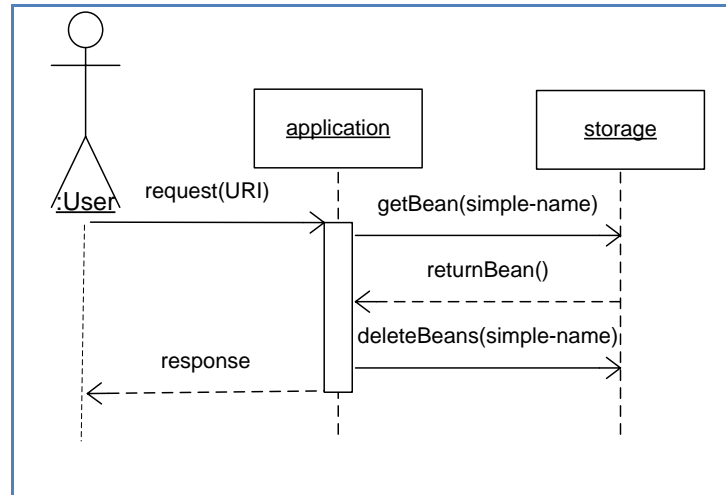 application
storage
:User
request(URI)
getBean(simple-name)
returnBean()
deleteBeans(simple-name)
response